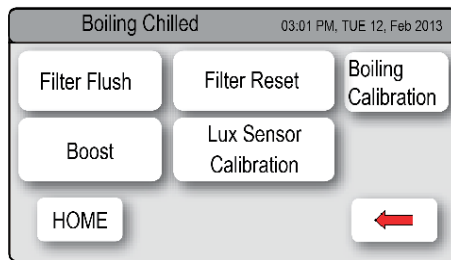 Boiling Chilled 03:01 PM, TUE 12, Feb 2013
Filter Flush
Filter Reset
Boiling
Calibration
Boost
Lux Sensor
Calibration
HOME